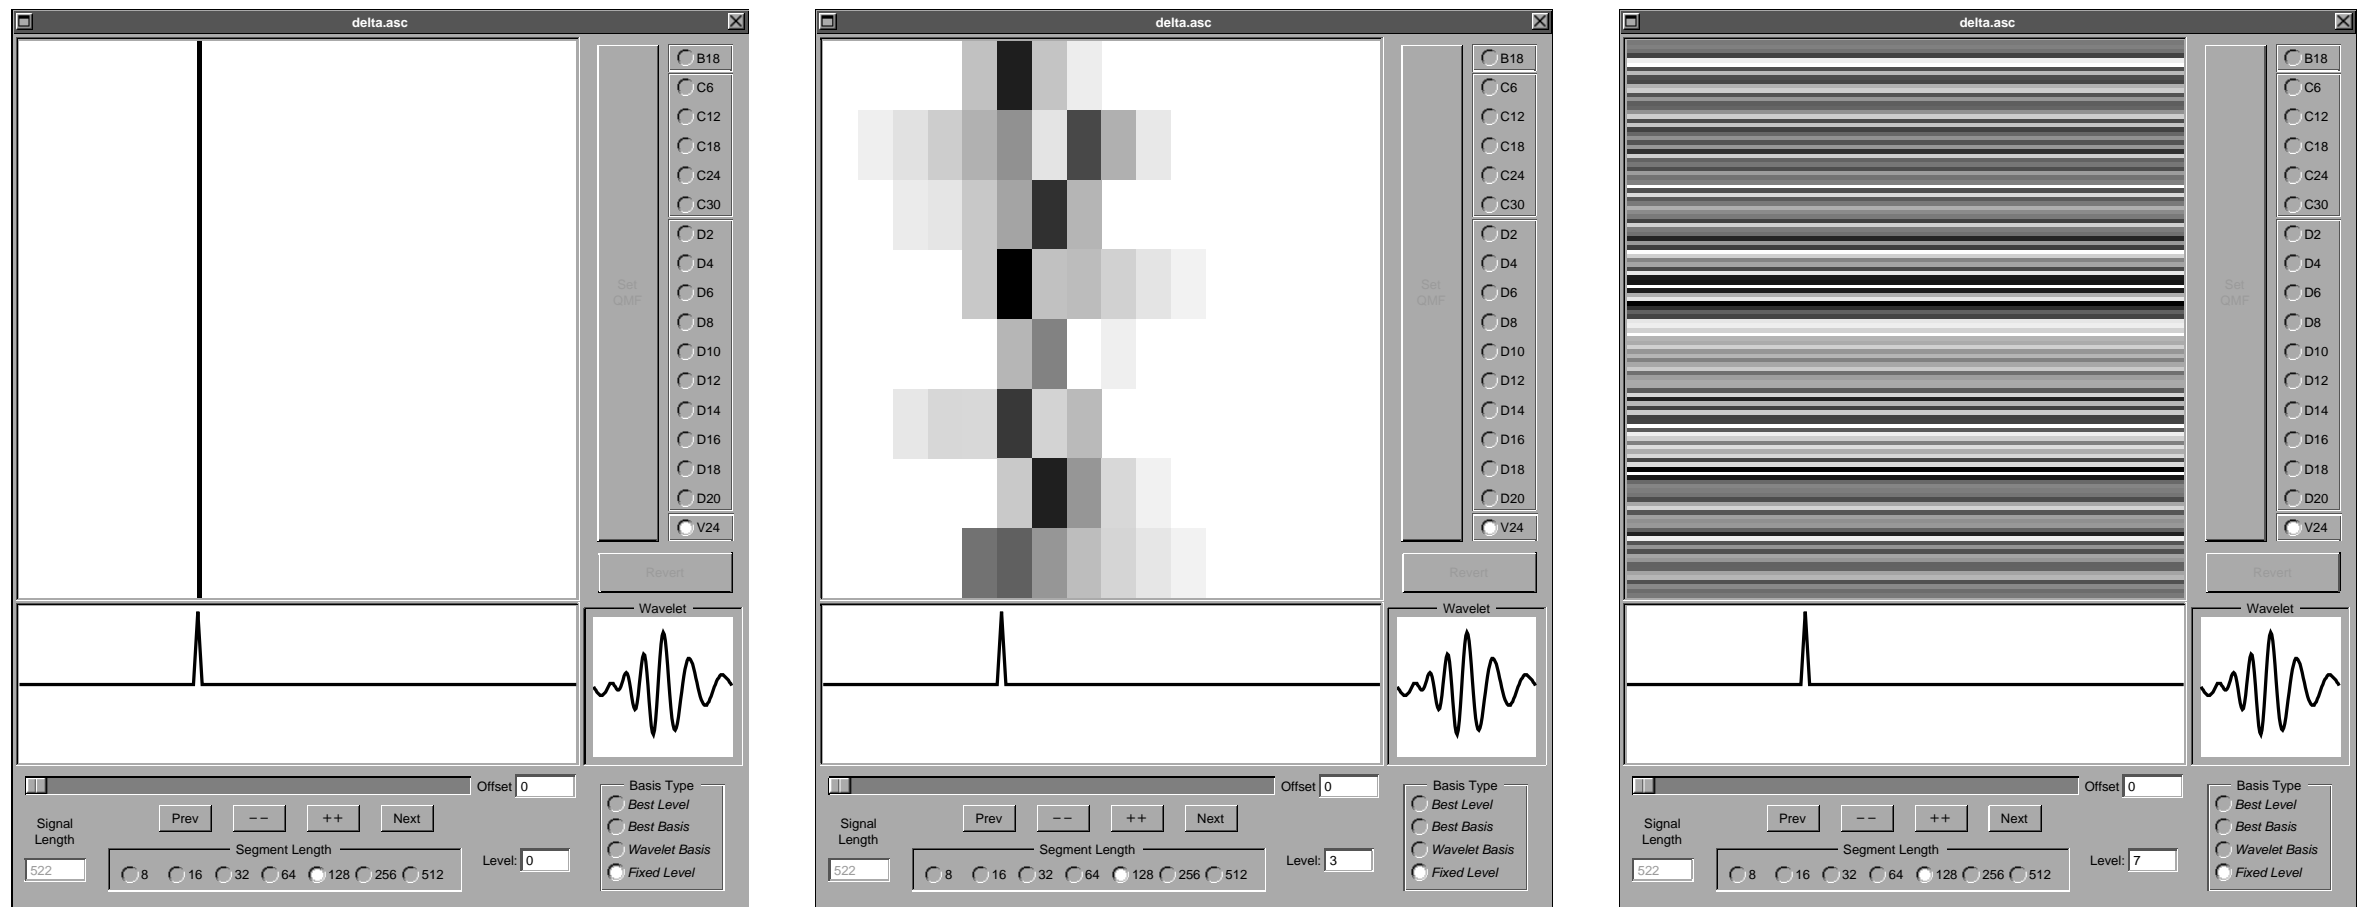 delta.asc
B18
C6
C12
C18
C24
C30
D2
D4
D6
Set
QMF
D8
D10
D12
D14
D16
D18
D20
V24
Revert
Wavelet
Offset 0
Prev -- ++ Next
Signal
Length
522
Segment Length
8 16 32 64 128 256 512
Level: 0
Basis Type
Best Level
Best Basis
Wavelet Basis
Fixed Level
delta.asc
B18
C6
C12
C18
C24
C30
D2
D4
D6
Set
QMF
D8
D10
D12
D14
D16
D18
D20
V24
Revert
Wavelet
Offset 0
Prev -- ++ Next
Signal
Length
522
Segment Length
8 16 32 64 128 256 512
Level: 3
Basis Type
Best Level
Best Basis
Wavelet Basis
Fixed Level
delta.asc
B18
C6
C12
C18
C24
C30
D2
D4
D6
Set
QMF
D8
D10
D12
D14
D16
D18
D20
V24
Revert
Wavelet
Offset 0
Prev -- ++ Next
Signal
Length
522
Segment Length
8 16 32 64 128 256 512
Level: 7
Basis Type
Best Level
Best Basis
Wavelet Basis
Fixed Level